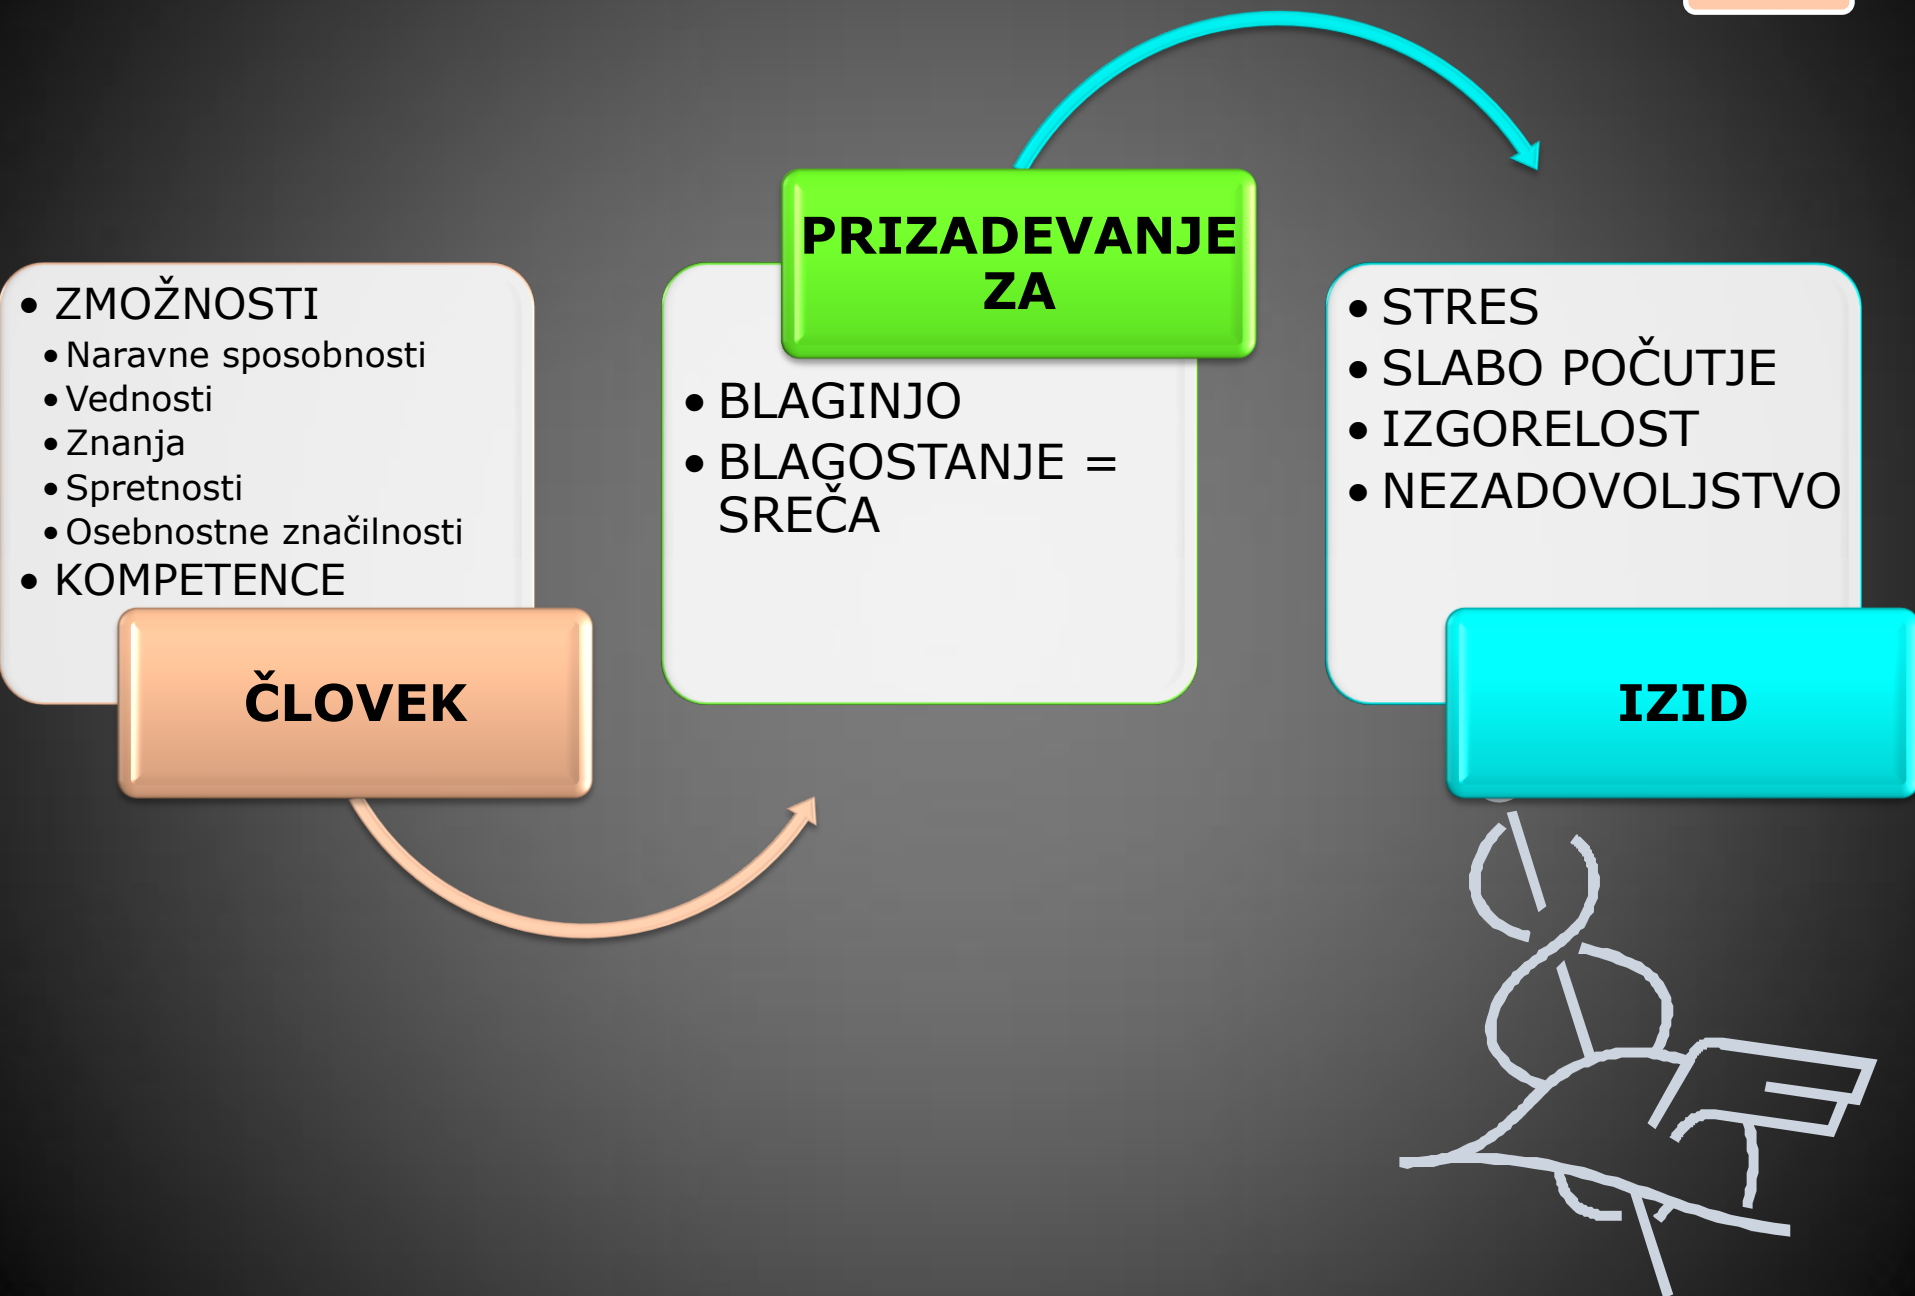 • ZMOŽNOSTI
• Naravne sposobnosti
• Vednosti
• Znanja
• Spretnosti
• Osebnostne značilnosti
• KOMPETENCE
ČLOVEK
PRIZADEVANJE
ZA
• BLAGINJO
• BLAGOSTANJE =
SREČA
• STRES
• SLABO POČUTJE
• IZGORELOST
• NEZADOVOLJSTVO
IZID